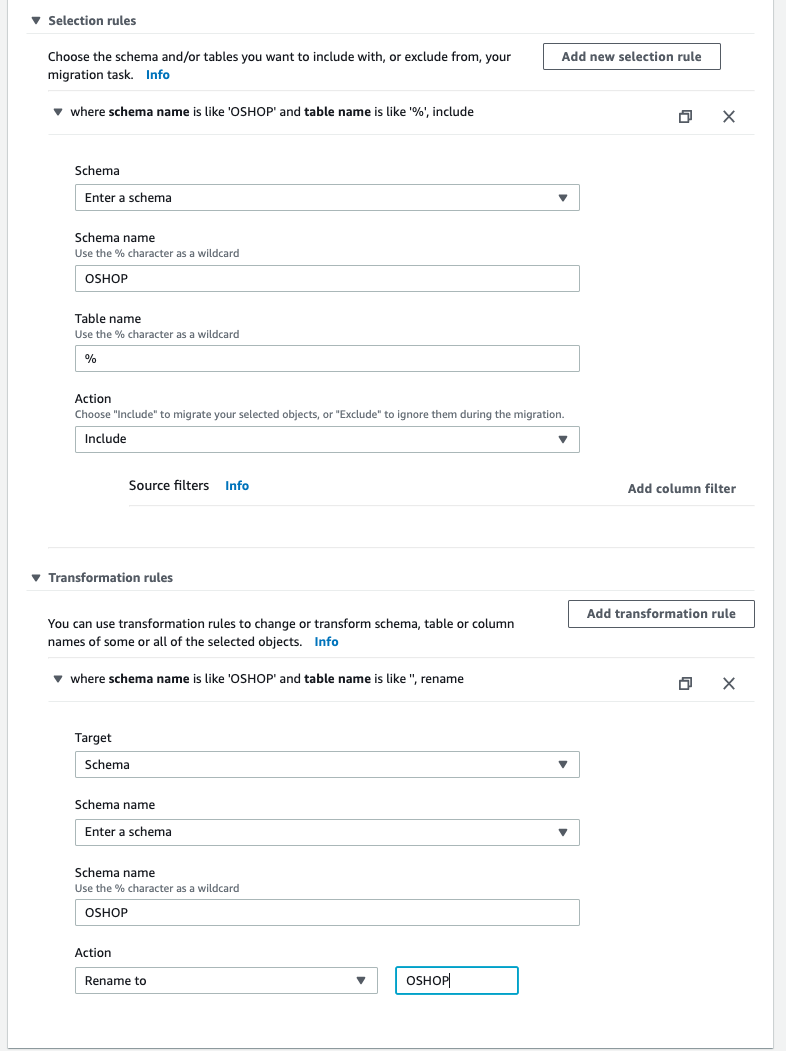 Selection rules
Choose the schema and/or tables you want to include with, or exclude from, your
migration task. Info
Add new selection rule
where schema name is like 'OSHOP' and table name is like '%', include
Schema
Enter a schema
Schema name
Use the % character as a wildcard
OSHOP
Table name
Use the % character as a wildcard
%
Action
Choose "Include" to migrate your selected objects, or "Exclude" to ignore them during the migration.
Include
Source filters Info
Add column filter
Transformation rules
You can use transformation rules to change or transform schema, table or column
names of some or all of the selected objects. Info
Add transformation rule
where schema name is like 'OSHOP' and table name is like '', rename
Target
Schema
Schema name
Enter a schema
Schema name
Use the % character as a wildcard
OSHOP
Action
Rename to
OSHOP